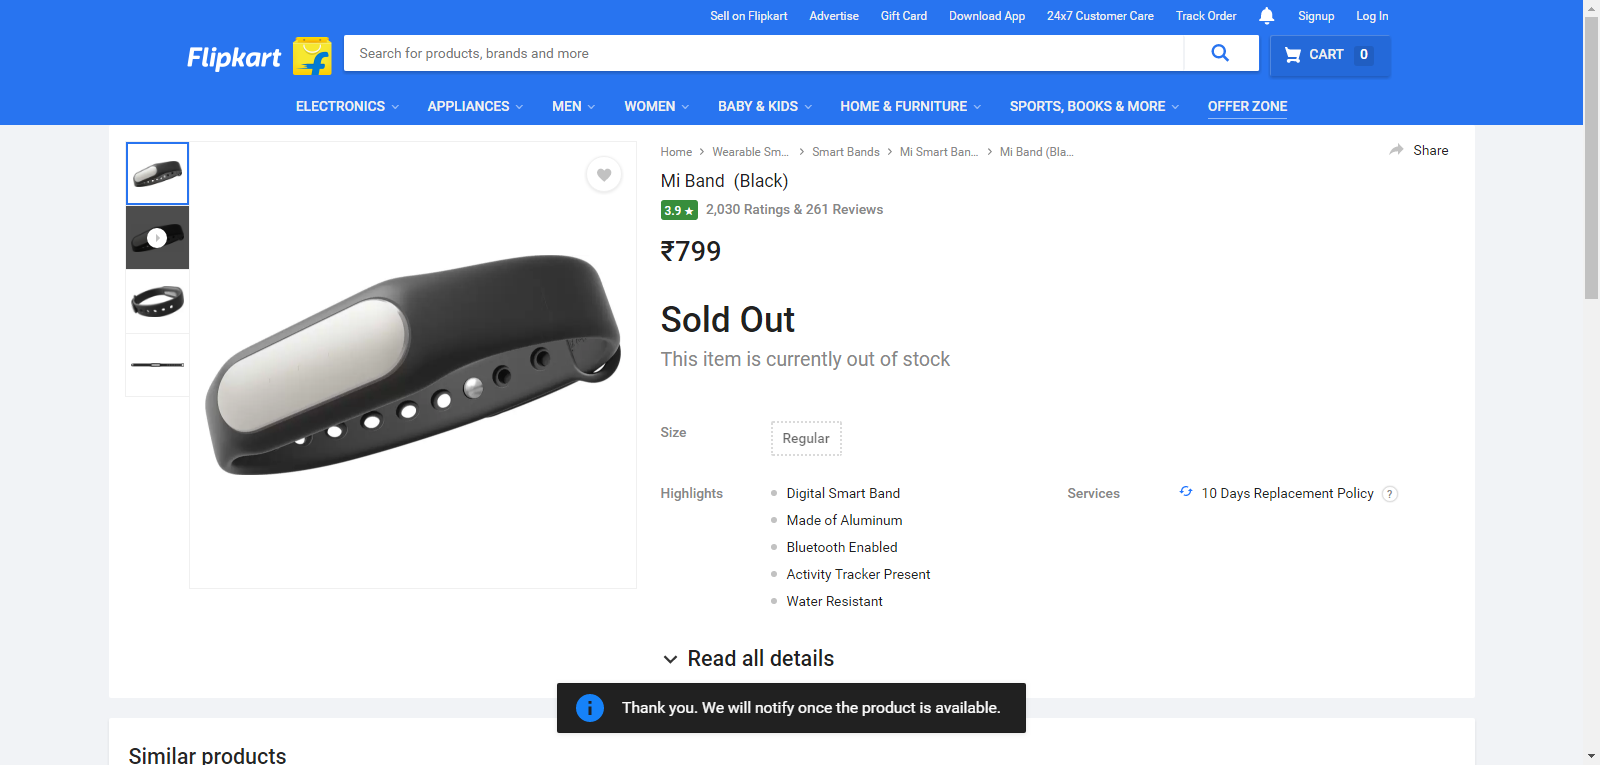 Sell on Flipkart Advertise Gift Card Download App 24x7 Customer Care Track Order Signup Log In
Flipkart
Search for products, brands and more
CART 0
ELECTRONICS APPLIANCES MEN WOMEN BABY & KIDS HOME & FURNITURE SPORTS, BOOKS & MORE OFFER ZONE
Home > Wearable Sm... > Smart Bands > Mi Smart Ban... > Mi Band (Bla...
Share
Mi Band (Black)
3.9 ★ 2,030 Ratings & 261 Reviews
₹799
Sold Out
This item is currently out of stock
Size Regular
Highlights
Digital Smart Band
Made of Aluminum
Bluetooth Enabled
Activity Tracker Present
Water Resistant
Services 10 Days Replacement Policy ?
Read all details
Thank you. We will notify once the product is available.
Similar products